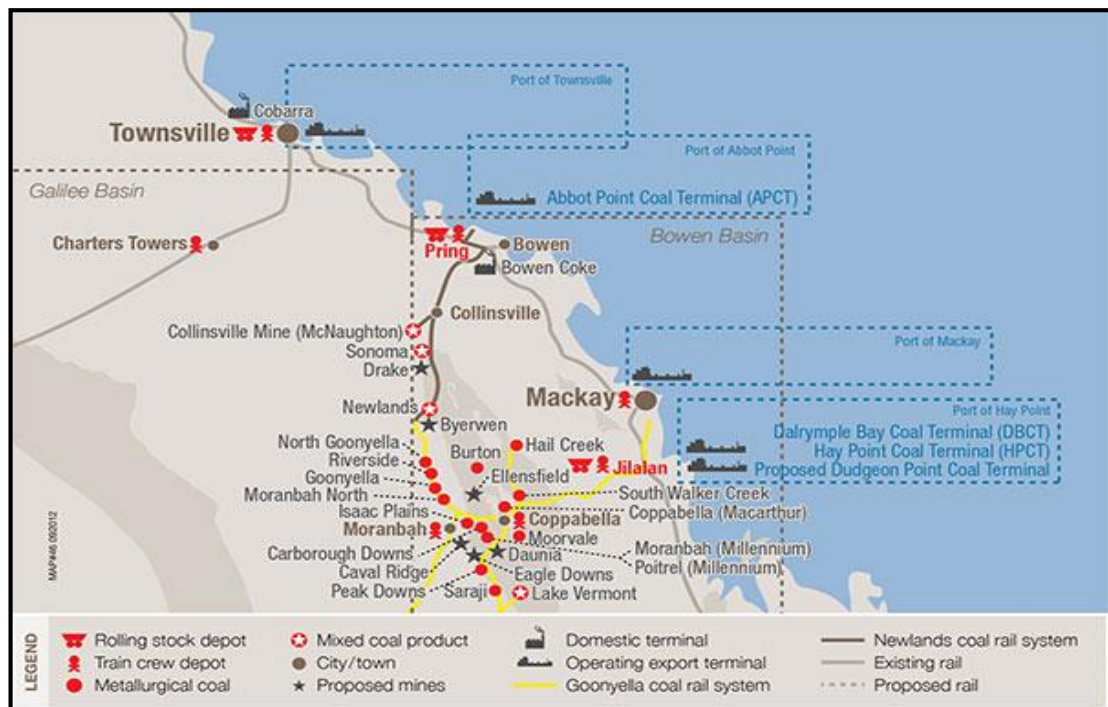 Port of Townsville
Cobarra
Townsville
Port of Abbot Point
Galilee Basin
Abbot Point Coal Terminal (APCT)
Charters Towers
Bowen Basin
Pring
Bowen
Bowen Coke
Collinsville
Collinsville Mine (McNaughton)
Sonoma
Drake
Port of Mackay
Mackay
Newlands
Byerwen
Port of Hay Point
Dalrymple Bay Coal Terminal (DBCT)
Hay Point Coal Terminal (HPCT)
Proposed Dudgeon Point Coal Terminal
North Goonyella
Riverside
Goonyella
Moranbah North
Isaac Plains
Moranbah
Carborough Downs
Caval Ridge
Peak Downs
Saraji
Burton
Hail Creek
Ellensfield
Jilalan
South Walker Creek
Coppabella (Macarthur)
Coppabella
Moorvale
Moranbah (Millennium)
Poitrel (Millennium)
Daunia
Eagle Downs
Lake Vermont
MAP#46 092012
LEGEND
Rolling stock depot
Train crew depot
Metallurgical coal
Mixed coal product
City/town
Proposed mines
Domestic terminal
Operating export terminal
Goonyella coal rail system
Newlands coal rail system
Existing rail
Proposed rail